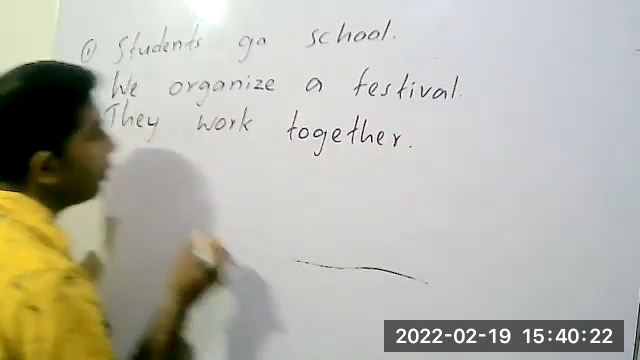 ① Students go school.
We organize a festival.
They work together.
2022-02-19 15:40:22